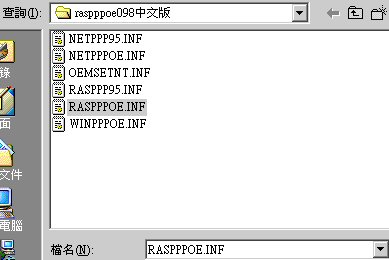 查詢(I): raspppoe098中文版
NETPPP95.INF
NETPPPOE.INF
OEMSETNT.INF
RASPPP95.INF
RASPPPOE.INF
WINPPPOE.INF
錄
面
文件
電腦
檔名(N): RASPPPOE.INF